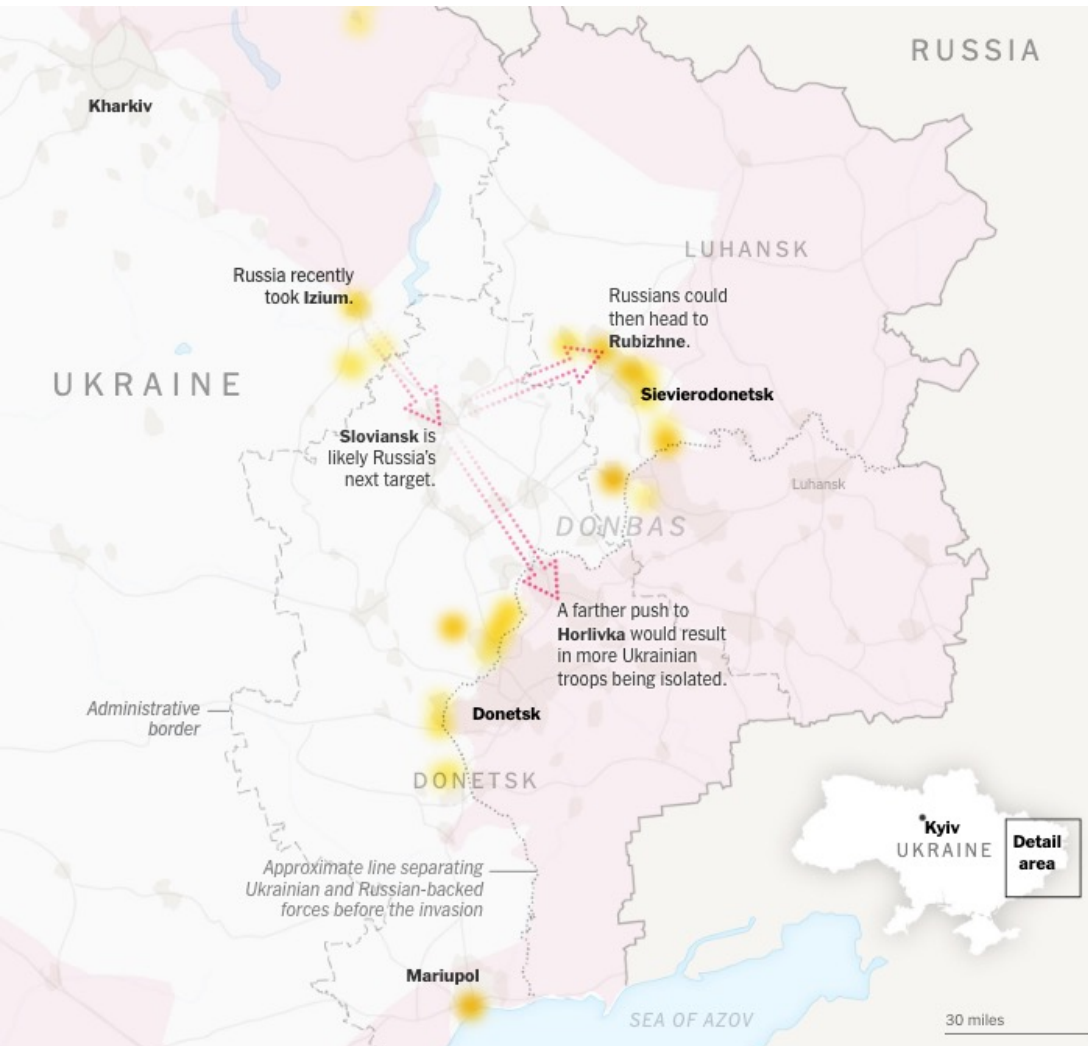 RUSSIA
Kharkiv
LUHANSK
Russia recently
took Izium.
Russians could
then head to
Rubizhne.
UKRAINE
Sievierodonetsk
Sloviansk is
likely Russia's
next target.
Luhansk
DONBAS
A farther push to
Horlivka would result
in more Ukrainian
troops being isolated.
Administrative
border
Donetsk
DONETSK
Kyiv
UKRAINE
Detail
area
Approximate line separating
Ukrainian and Russian-backed
forces before the invasion
Mariupol
SEA OF AZOV
30 miles